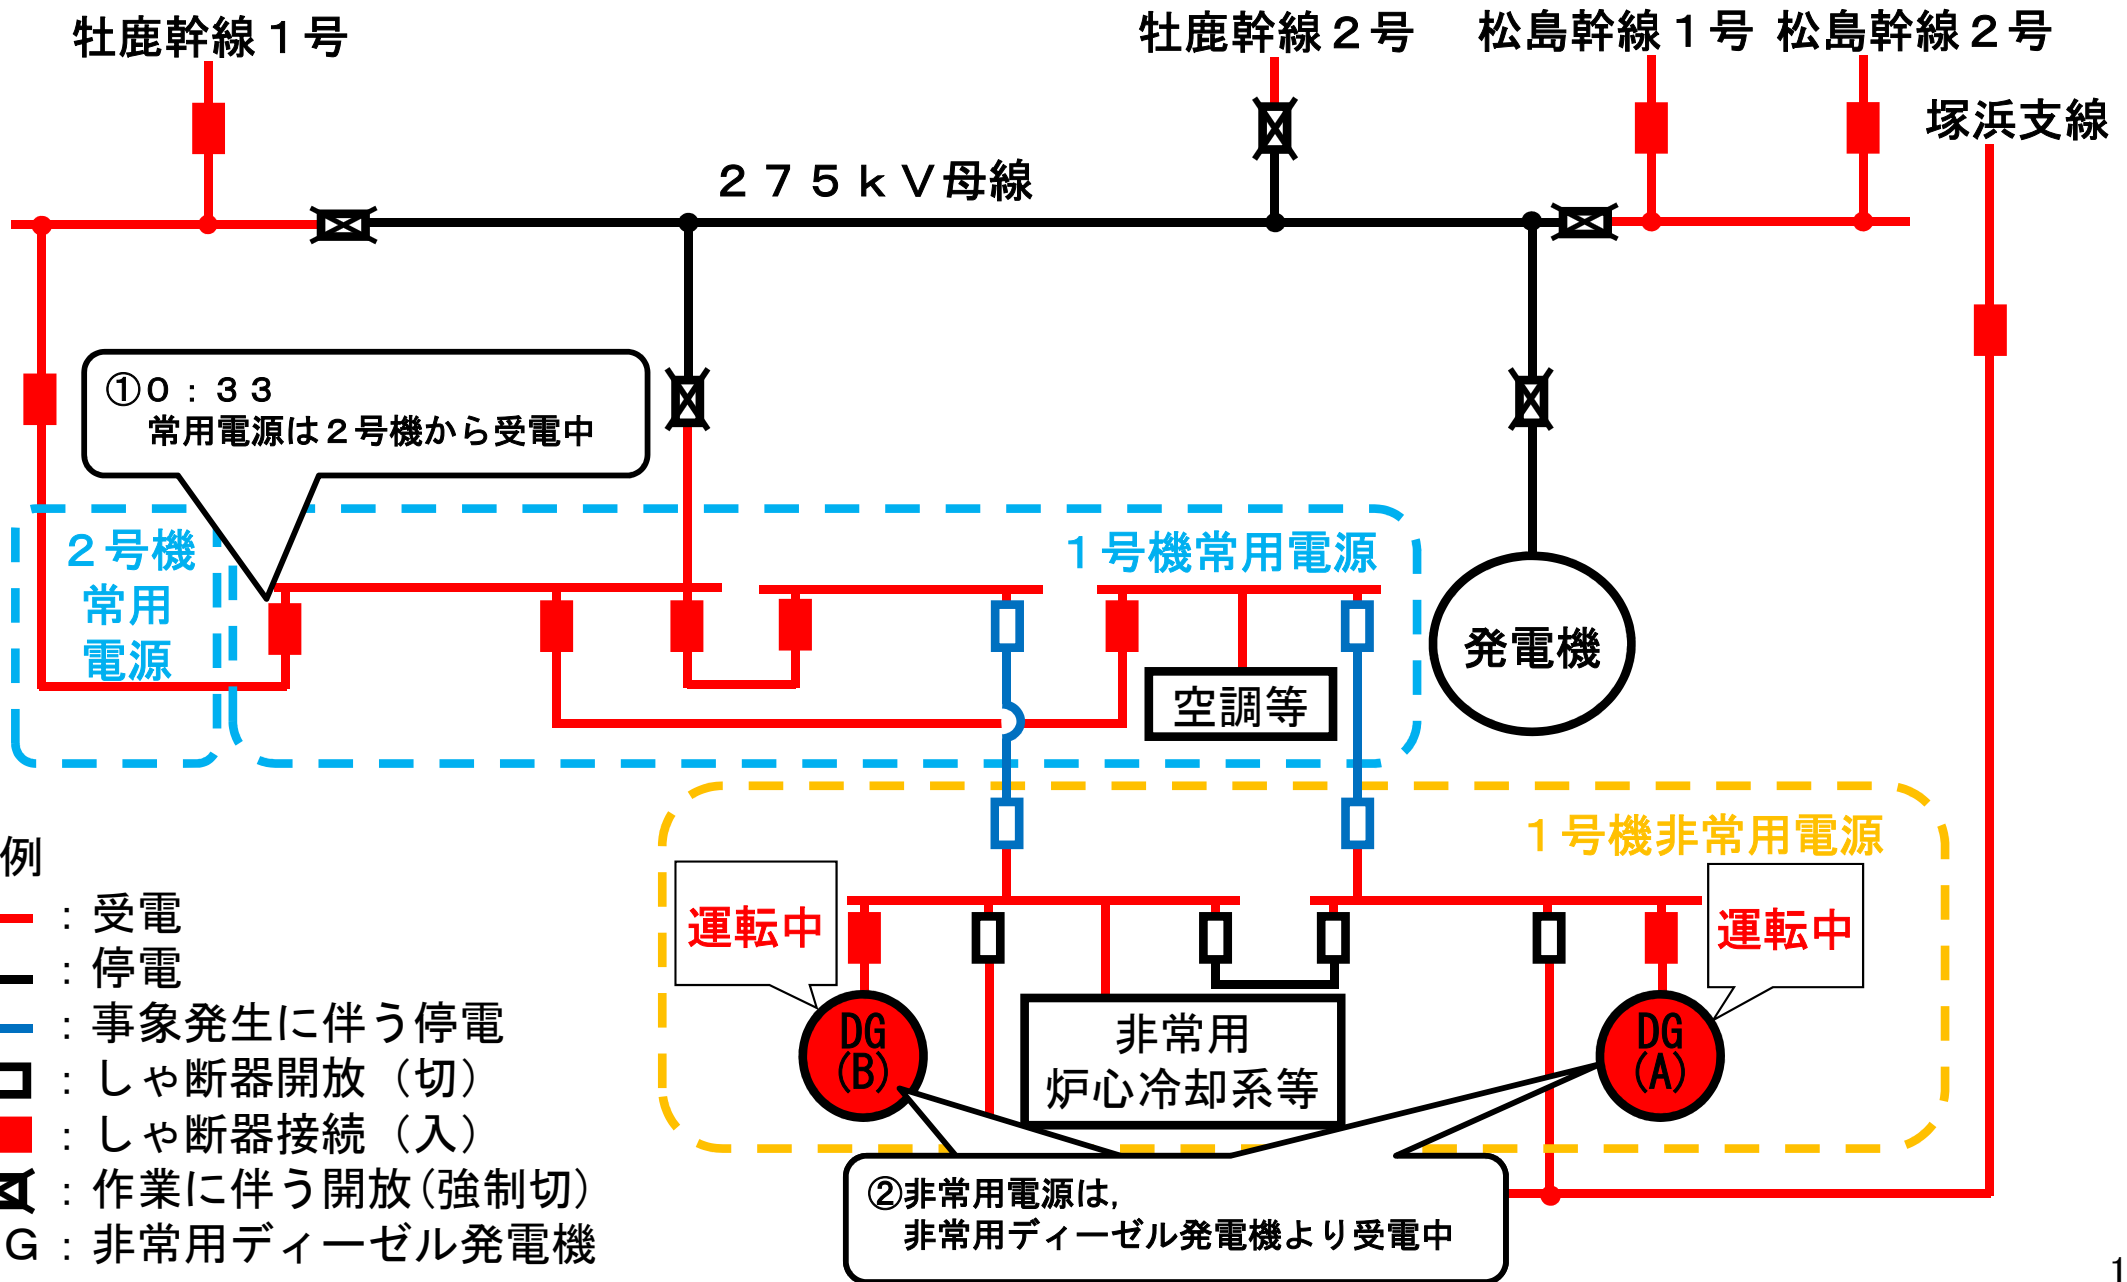 牡鹿幹線１号
牡鹿幹線２号
松島幹線１号
松島幹線２号
塚浜支線
２７５ｋＶ母線
①０：３３
常用電源は２号機から受電中
２号機
常用
電源
１号機常用電源
空調等
発電機
１号機非常用電源
運転中
運転中
DG
(B)
非常用
炉心冷却系等
DG
(A)
②非常用電源は,
非常用ディーゼル発電機より受電中
例
：受電
：停電
：事象発生に伴う停電
：しゃ断器開放（切）
：しゃ断器接続（入）
：作業に伴う開放(強制切)
Ｇ：非常用ディーゼル発電機
1